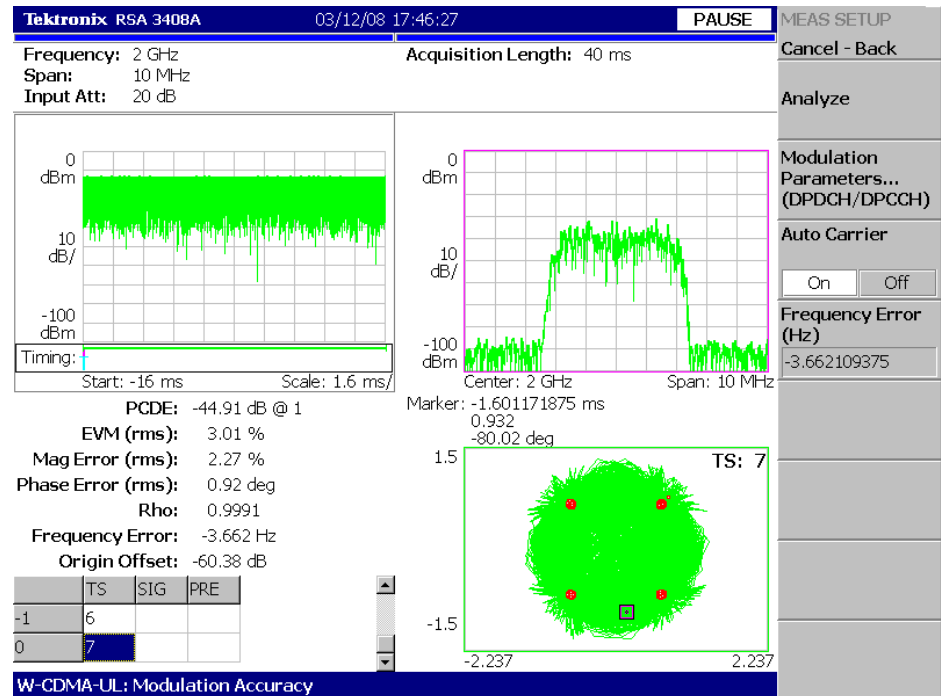 Tektronix RSA 3408A 03/12/08 17:46:27 PAUSE
Frequency: 2 GHz
Span: 10 MHz
Input Att: 20 dB
Acquisition Length: 40 ms
0
dBm
10
dB/
-100
dBm
Timing:
Start: -16 ms Scale: 1.6 ms/
0
dBm
10
dB/
-100
dBm
Center: 2 GHz Span: 10 MHz
PCDE: -44.91 dB @ 1
EVM (rms): 3.01 %
Mag Error (rms): 2.27 %
Phase Error (rms): 0.92 deg
Rho: 0.9991
Frequency Error: -3.662 Hz
Origin Offset: -60.38 dB
TS SIG PRE
-1 6
0 7
Marker: -1.601171875 ms
0.932
-80.02 deg
1.5
TS: 7
-1.5
-2.237 2.237
W-CDMA-UL: Modulation Accuracy
MEAS SETUP
Cancel - Back
Analyze
Modulation
Parameters...
(DPDCH/DPCCH)
Auto Carrier
On Off
Frequency Error
(Hz)
-3.662109375